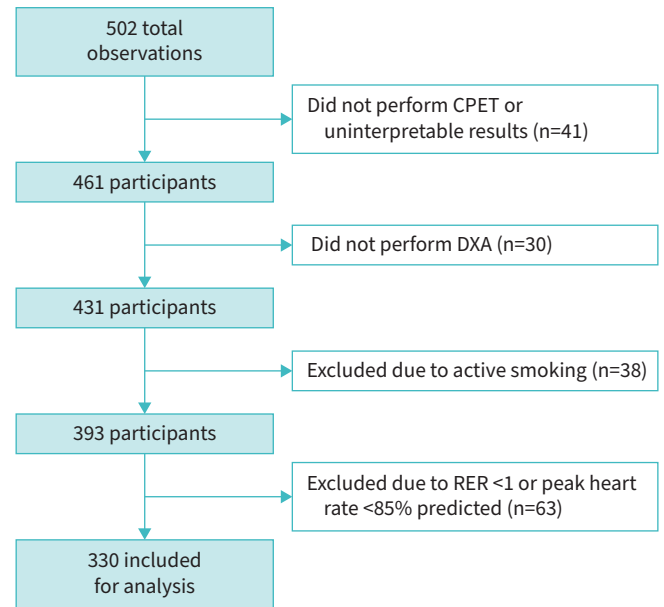 502 total
observations
Did not perform CPET or
uninterpretable results (n=41)
461 participants
Did not perform DXA (n=30)
431 participants
Excluded due to active smoking (n=38)
393 participants
Excluded due to RER <1 or peak heart
rate <85% predicted (n=63)
330 included
for analysis